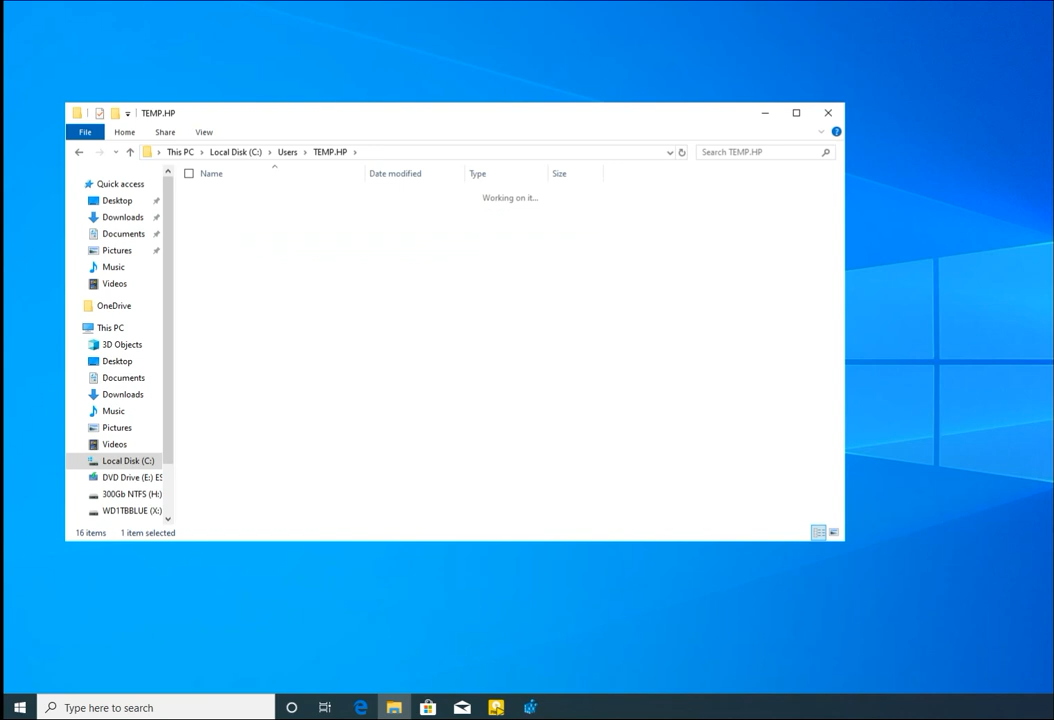 TEMP.HP
File Home Share View
This PC Local Disk (C:) Users TEMP.HP Search TEMP.HP
Name Date modified Type Size
Working on it...
Quick access
Desktop
Downloads
Documents
Pictures
Music
Videos
OneDrive
This PC
3D Objects
Desktop
Documents
Downloads
Music
Pictures
Videos
Local Disk (C:)
DVD Drive (E:) ES
300Gb NTFS (H:)
WD1TBBLUE (X:)
16 items 1 item selected
Type here to search